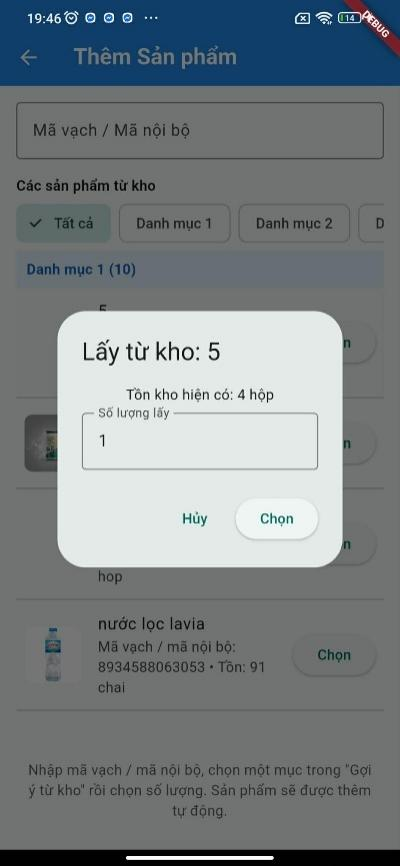 19:46
14
DEBUG
Thêm Sản phẩm
Mã vạch / Mã nội bộ
Các sản phẩm từ kho
Tất cả
Danh mục 1
Danh mục 2
D
Danh mục 1 (10)
5
n
Lấy từ kho: 5
Tồn kho hiện có: 4 hộp
Số lượng lấy
1
n
Hủy
Chọn
n
hop
nước lọc lavia
Mã vạch / mã nội bộ:
8934588063053 • Tồn: 91
chai
Chọn
Nhập mã vạch / mã nội bộ, chọn một mục trong "Gợi
ý từ kho" rồi chọn số lượng. Sản phẩm sẽ được thêm
tự động.